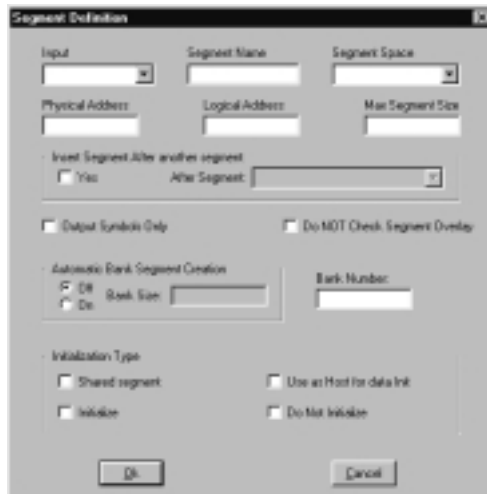 Segment Definition
Input Segment Name Segment Space
Physical Address Logical Address Max Segment Size
Insert Segment After another segment
Yes After Segment:
Output Symbols Only Do NOT Check Segment Overlay
Automatic Bank Segment Creation
Off Bank Size: Bank Number:
On
Initialization Type
Shared segment Use as Host for data Init
Initialize Do Not Initialize
Ok Cancel